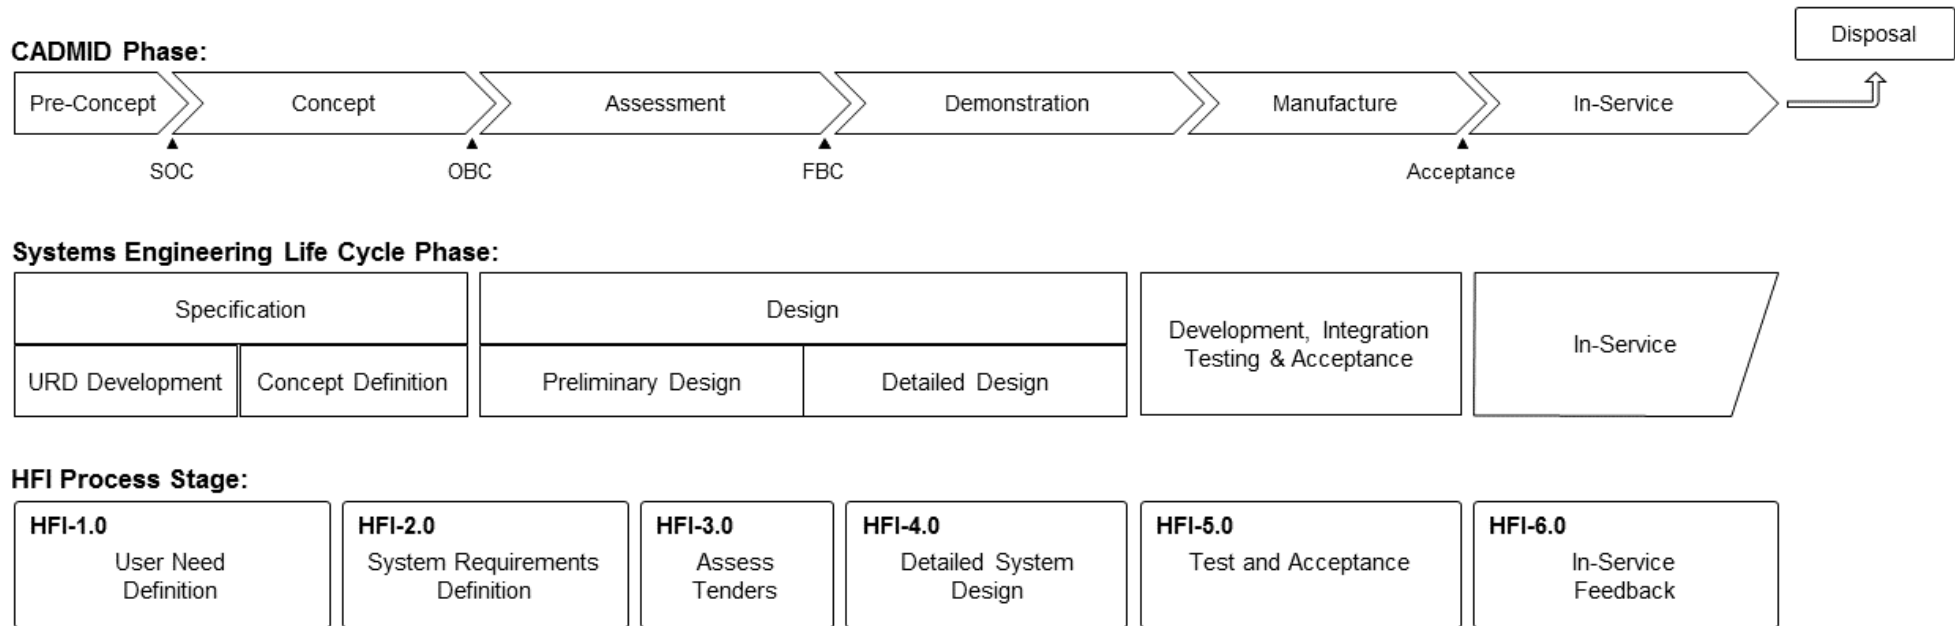 Disposal
CADMID Phase:
Pre-Concept
Concept
Assessment
Demonstration
Manufacture
In-Service
SOC
OBC
FBC
Acceptance
Systems Engineering Life Cycle Phase:
Specification
Design
Development, Integration
Testing & Acceptance
In-Service
URD Development
Concept Definition
Preliminary Design
Detailed Design
HFI Process Stage:
HFI-1.0
User Need
Definition
HFI-2.0
System Requirements
Definition
HFI-3.0
Assess
Tenders
HFI-4.0
Detailed System
Design
HFI-5.0
Test and Acceptance
HFI-6.0
In-Service
Feedback